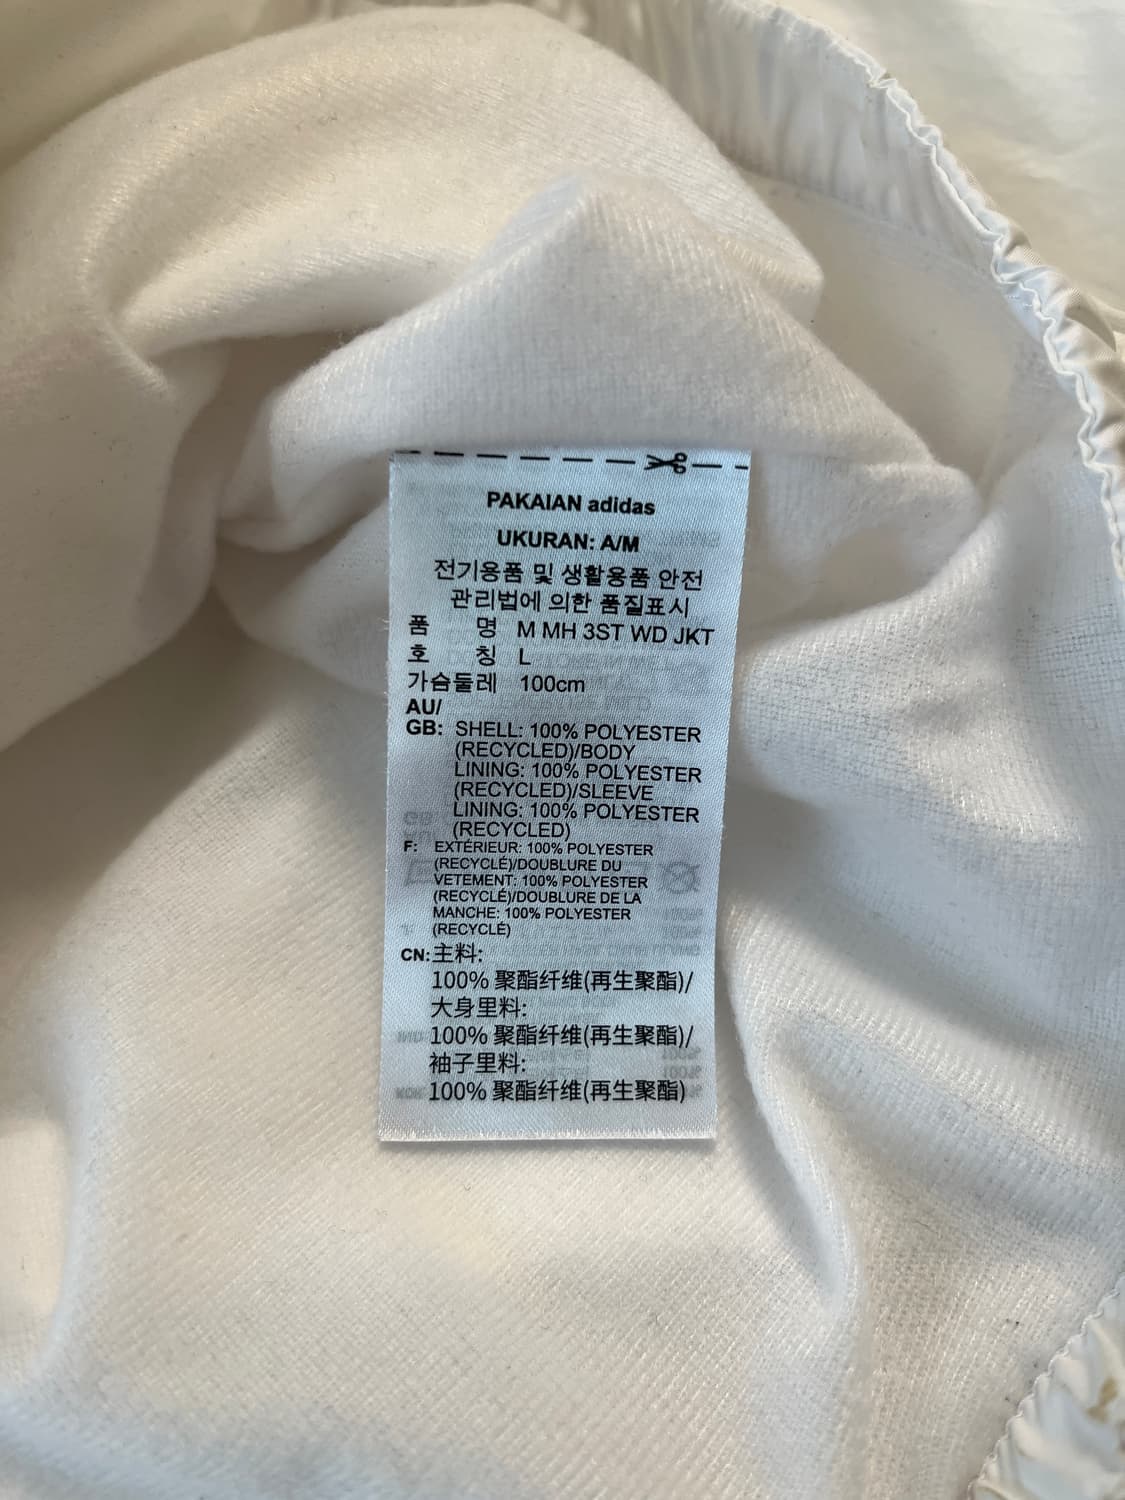 PAKAIAN adidas
UKURAN: A/M
전기용품 및 생활용품 안전
관리법에 의한 품질표시
품 명 M MH 3ST WD JKT
호 칭 L
가슴둘레 100cm
AU/
GB: SHELL: 100% POLYESTER
(RECYCLED)/BODY
LINING: 100% POLYESTER
(RECYCLED)/SLEEVE
LINING: 100% POLYESTER
(RECYCLED)
F: EXTÉRIEUR: 100% POLYESTER
(RECYCLÉ)/DOUBLURE DU
VETEMENT: 100% POLYESTER
(RECYCLÉ)/DOUBLURE DE LA
MANCHE: 100% POLYESTER
(RECYCLÉ)
CN: 主料:
100% 聚酯纤维(再生聚酯)/
大身里料:
100% 聚酯纤维(再生聚酯)/
袖子里料:
100% 聚酯纤维(再生聚酯)